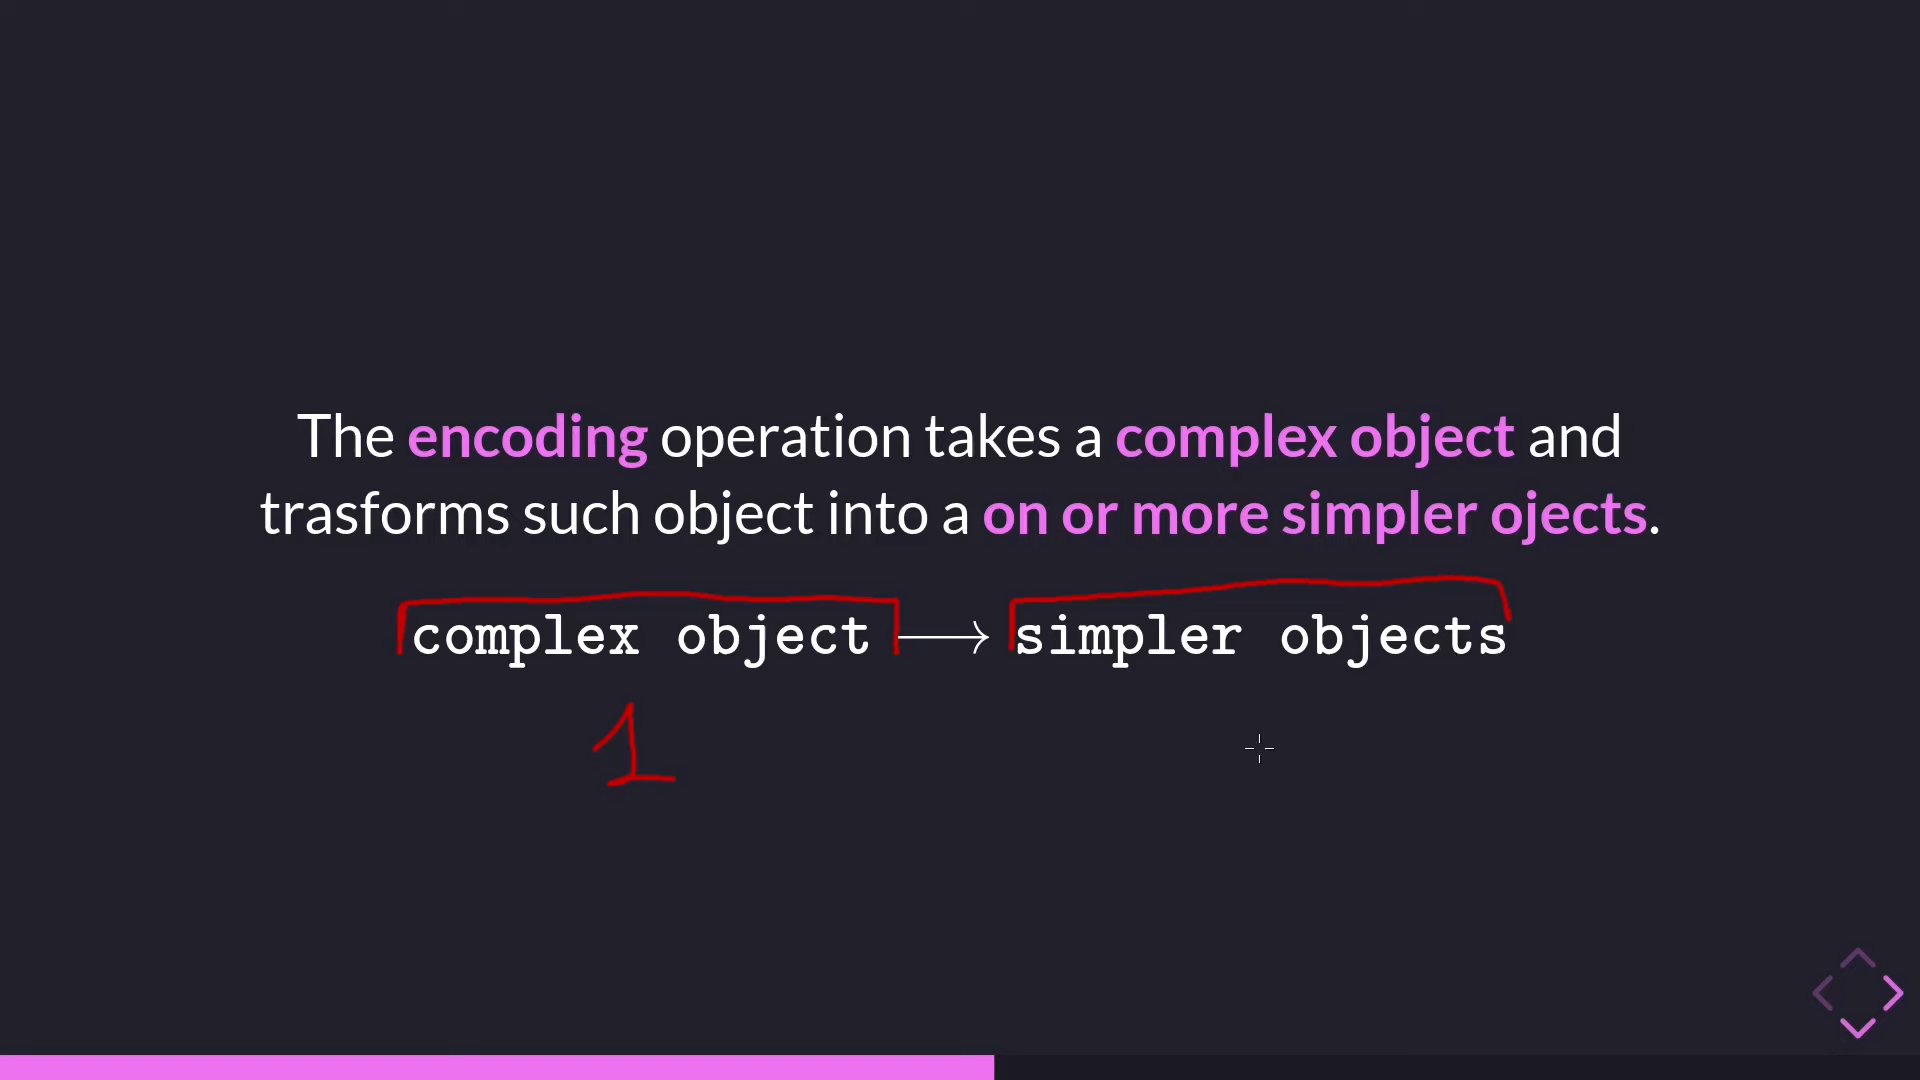 The encoding operation takes a complex object and
trasforms such object into a on or more simpler ojects.
complex object ⟶ simpler objects
1